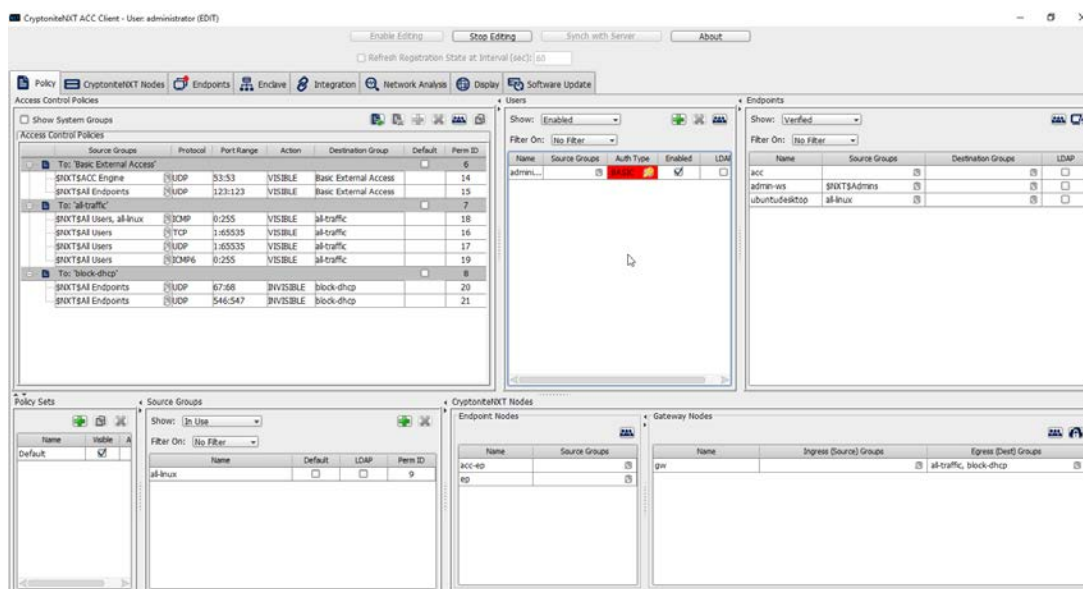 CryptoniteNXT ACC Client - User: administrator (EDIT)
Enable Editing Stop Editing Synch with Server About
Refresh Registration State at Interval (sec): 60
Policy CryptoniteNXT Nodes Endpoints Enclave Integration Network Analysis Display Software Update
Access Control Policies
Show System Groups
Access Control Policies
Source Groups Protocol Port Range Action Destination Group Default Perm ID
To: 'Basic External Access' 6
$NXT$ACC Engine UDP 53:53 VISIBLE Basic External Access 14
$NXT$All Endpoints UDP 123:123 VISIBLE Basic External Access 15
To: 'all-traffic' 7
$NXT$All Users, all-linux ICMP 0:255 VISIBLE all-traffic 18
$NXT$All Users TCP 1:65535 VISIBLE all-traffic 16
$NXT$All Users UDP 1:65535 VISIBLE all-traffic 17
$NXT$All Users ICMP6 0:255 VISIBLE all-traffic 19
To: 'block-dhcp' 8
$NXT$All Endpoints UDP 67:68 INVISIBLE block-dhcp 20
$NXT$All Endpoints UDP 546:547 INVISIBLE block-dhcp 21
Users
Show: Enabled
Filter On: No Filter
Name Source Groups Auth Type Enabled LDAP
admini... BASIC
Endpoints
Show: Verified
Filter On: No Filter
Name Source Groups Destination Groups LDAP
acc
admin-ws $NXT$Admins
ubuntudesktop all-linux
Policy Sets
Name Visible A
Default
Source Groups
Show: In Use
Filter On: No Filter
Name Default LDAP Perm ID
all-linux 9
CryptoniteNXT Nodes
Endpoint Nodes
Name Source Groups
acc-ep
ep
Gateway Nodes
Name Ingress (Source) Groups Egress (Dest) Groups
gw all-traffic, block-dhcp